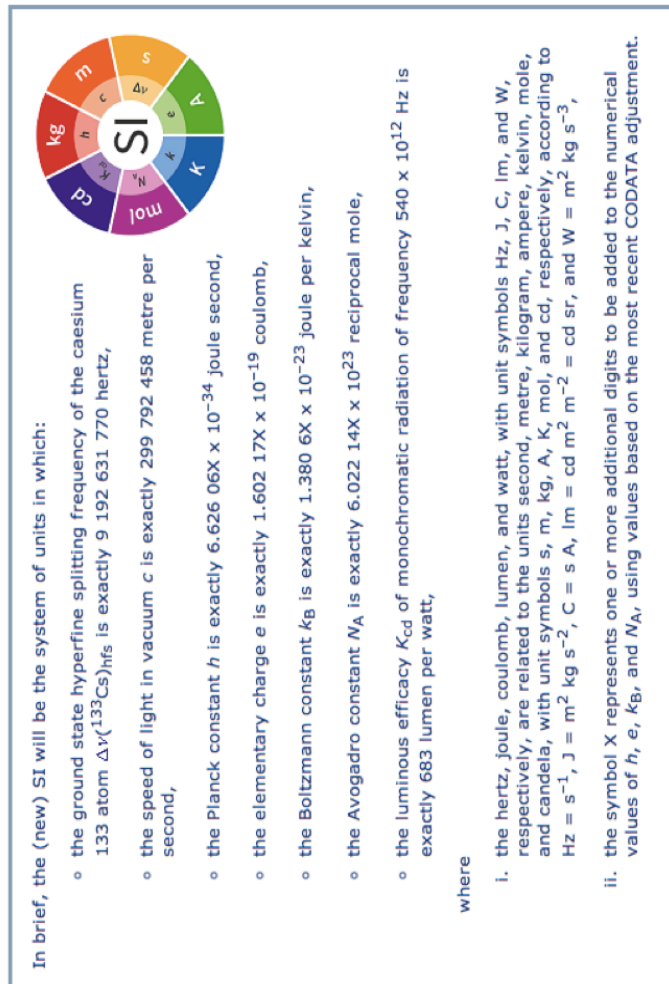 In brief, the (new) SI will be the system of units in which:
kg
m
s
A
K
mol
cd
h
c
Δν
e
k
N_A
K_cd
SI
○ the ground state hyperfine splitting frequency of the caesium
133 atom Δν(¹³³Cs)hfs is exactly 9 192 631 770 hertz,
○ the speed of light in vacuum c is exactly 299 792 458 metre per
second,
○ the Planck constant h is exactly 6.626 06X × 10⁻³⁴ joule second,
○ the elementary charge e is exactly 1.602 17X × 10⁻¹⁹ coulomb,
○ the Boltzmann constant k_B is exactly 1.380 6X × 10⁻²³ joule per kelvin,
○ the Avogadro constant N_A is exactly 6.022 14X × 10²³ reciprocal mole,
○ the luminous efficacy K_cd of monochromatic radiation of frequency 540 × 10¹² Hz is
exactly 683 lumen per watt,
where
i. the hertz, joule, coulomb, lumen, and watt, with unit symbols Hz, J, C, lm, and W,
respectively, are related to the units second, metre, kilogram, ampere, kelvin, mole,
and candela, with unit symbols s, m, kg, A, K, mol, and cd, respectively, according to
Hz = s⁻¹, J = m² kg s⁻², C = s A, lm = cd m² m⁻² = cd sr, and W = m² kg s⁻³,
ii. the symbol X represents one or more additional digits to be added to the numerical
values of h, e, k_B, and N_A, using values based on the most recent CODATA adjustment.